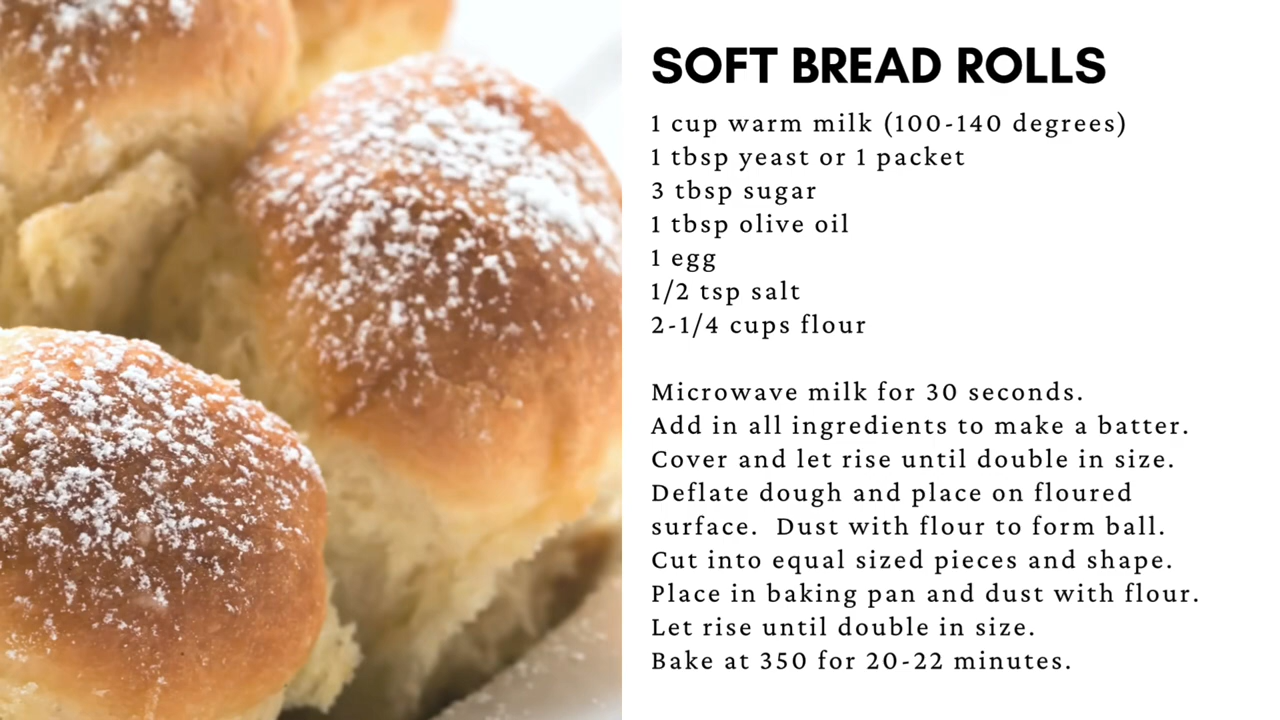 SOFT BREAD ROLLS
1 cup warm milk (100-140 degrees)
1 tbsp yeast or 1 packet
3 tbsp sugar
1 tbsp olive oil
1 egg
1/2 tsp salt
2-1/4 cups flour
Microwave milk for 30 seconds.
Add in all ingredients to make a batter.
Cover and let rise until double in size.
Deflate dough and place on floured
surface.  Dust with flour to form ball.
Cut into equal sized pieces and shape.
Place in baking pan and dust with flour.
Let rise until double in size.
Bake at 350 for 20-22 minutes.